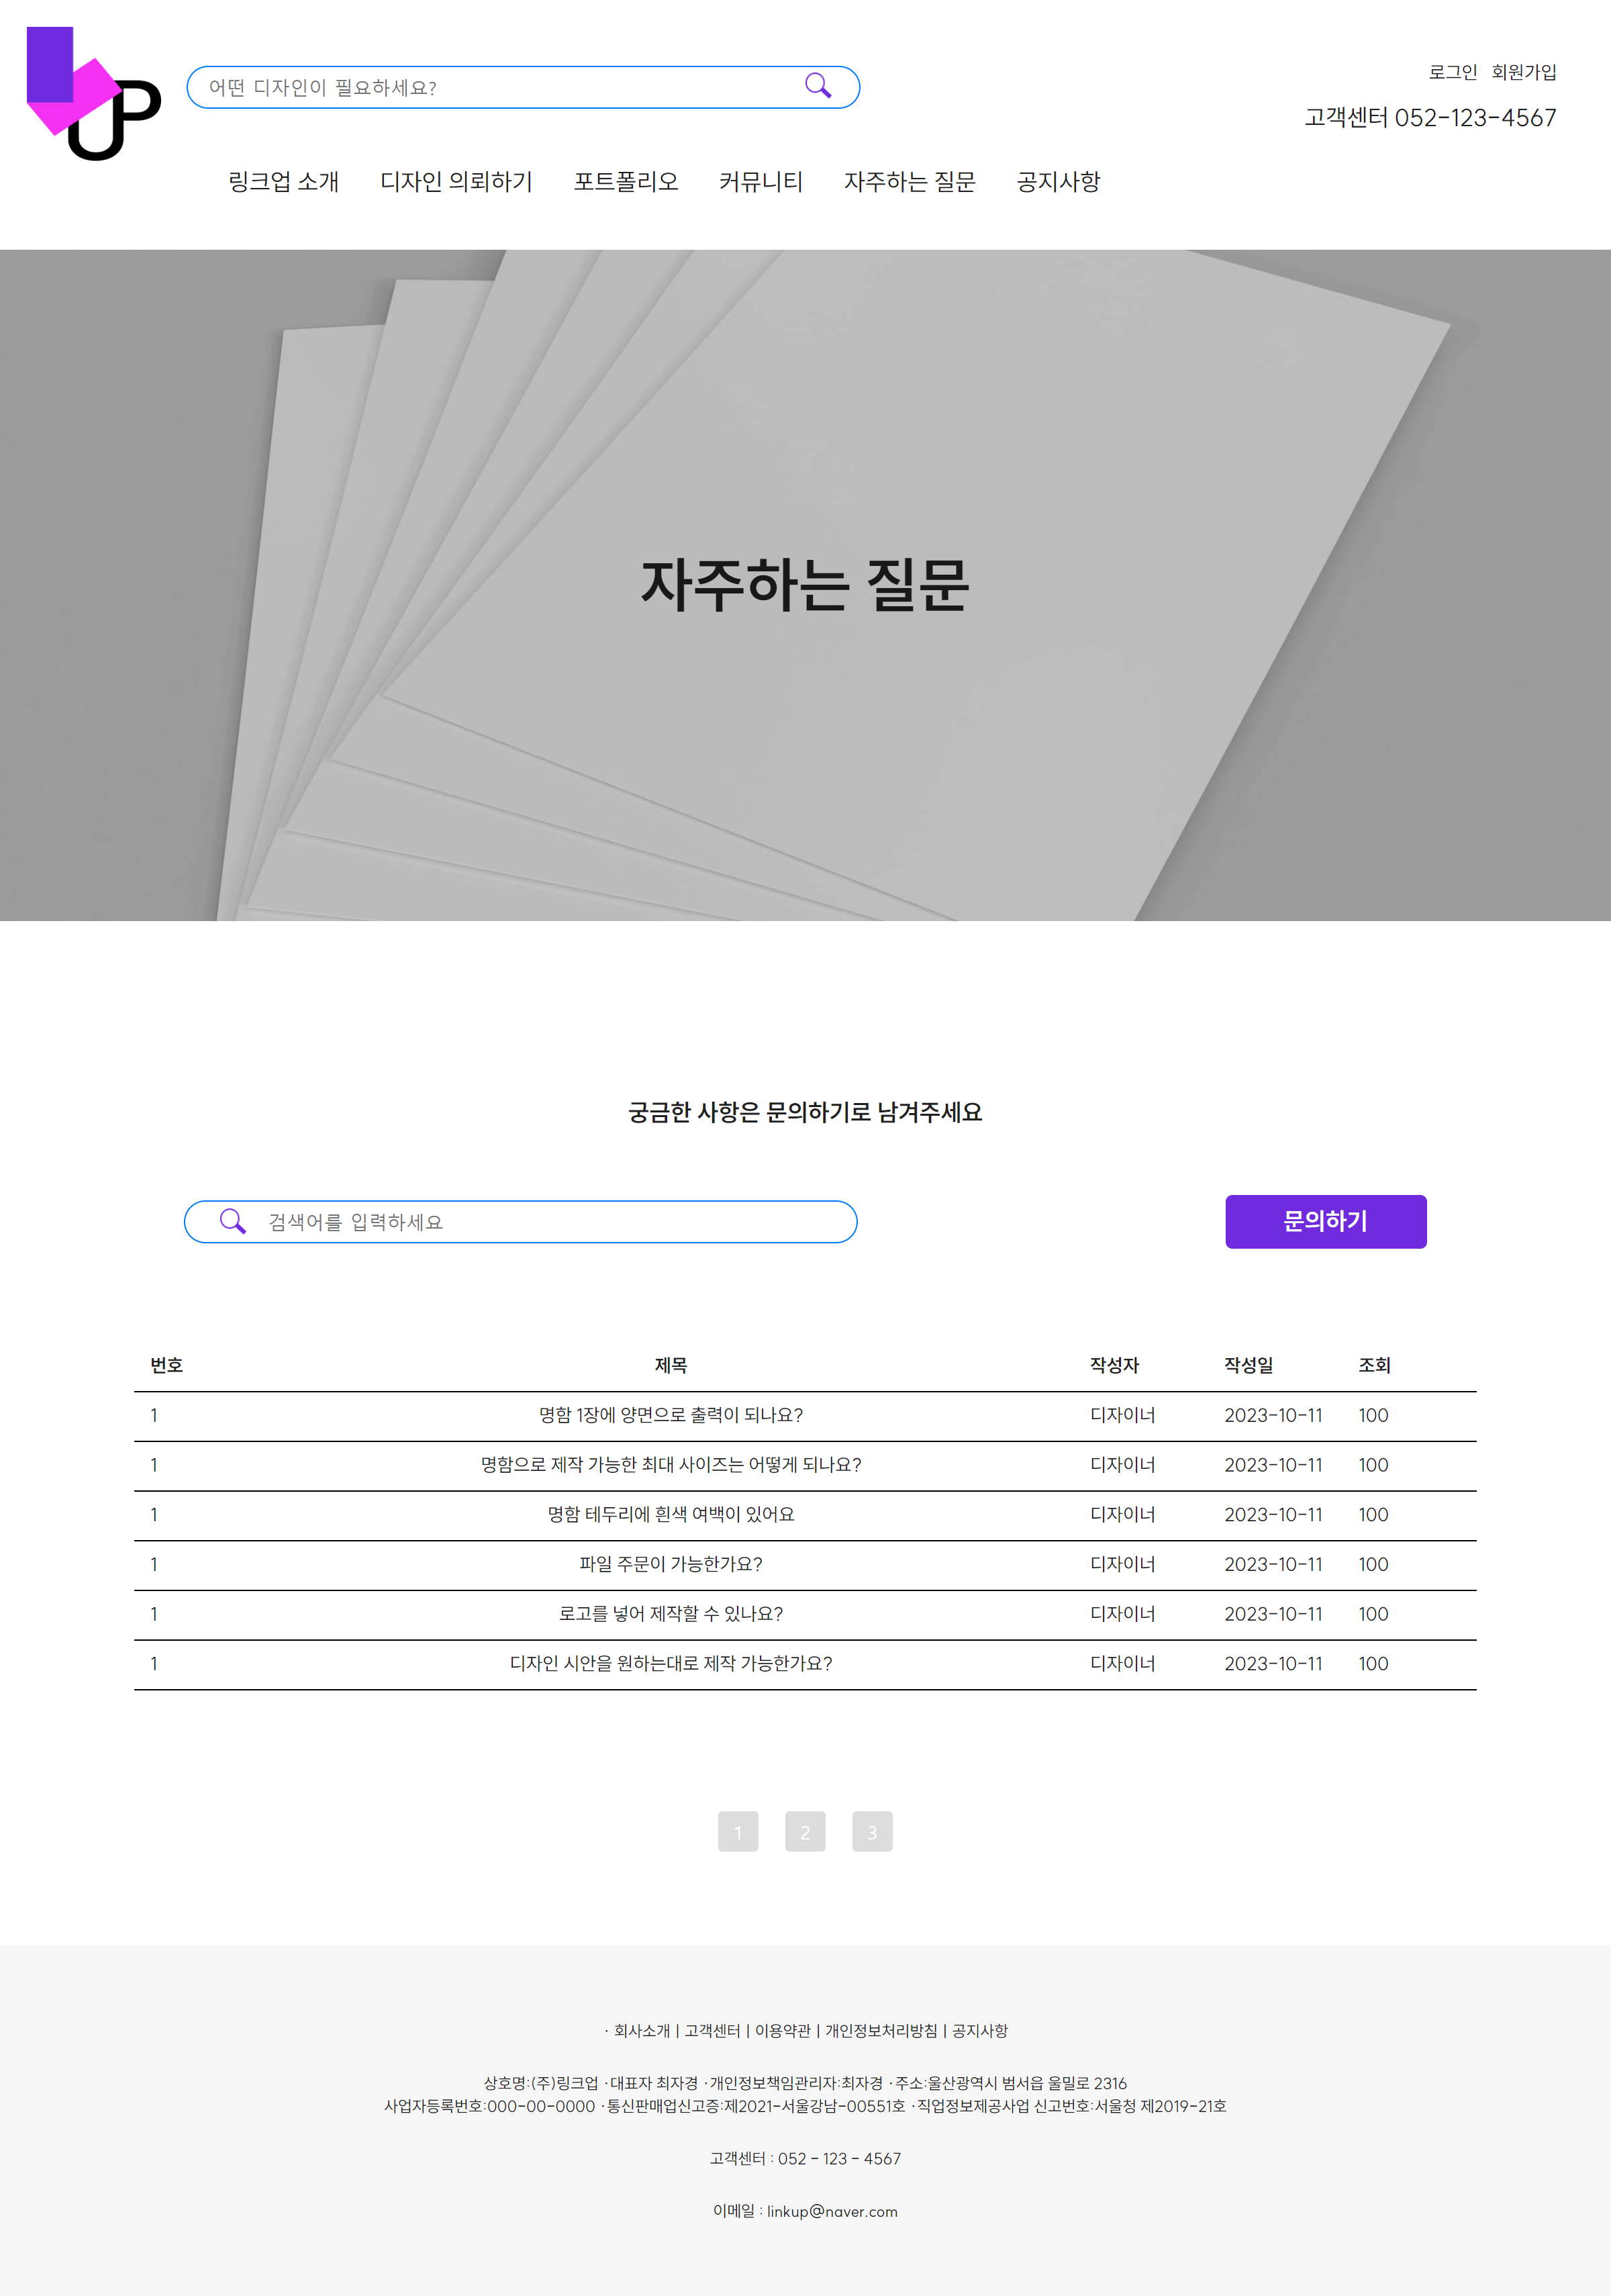 UP
어떤 디자인이 필요하세요?
로그인 회원가입
고객센터 052-123-4567
링크업 소개 디자인 의뢰하기 포트폴리오 커뮤니티 자주하는 질문 공지사항
자주하는 질문
궁금한 사항은 문의하기로 남겨주세요
검색어를 입력하세요
문의하기
번호 제목 작성자 작성일 조회
1 명함 1장에 양면으로 출력이 되나요? 디자이너 2023-10-11 100
1 명함으로 제작 가능한 최대 사이즈는 어떻게 되나요? 디자이너 2023-10-11 100
1 명함 테두리에 흰색 여백이 있어요 디자이너 2023-10-11 100
1 파일 주문이 가능한가요? 디자이너 2023-10-11 100
1 로고를 넣어 제작할 수 있나요? 디자이너 2023-10-11 100
1 디자인 시안을 원하는대로 제작 가능한가요? 디자이너 2023-10-11 100
1 2 3
· 회사소개 | 고객센터 | 이용약관 | 개인정보처리방침 | 공지사항
상호명:(주)링크업 ·대표자 최자경 ·개인정보책임관리자:최자경 ·주소:울산광역시 범서읍 울밀로 2316
사업자등록번호:000-00-0000 ·통신판매업신고증:제2021-서울강남-00551호 ·직업정보제공사업 신고번호:서울청 제2019-21호
고객센터 : 052 - 123 - 4567
이메일 : linkup@naver.com